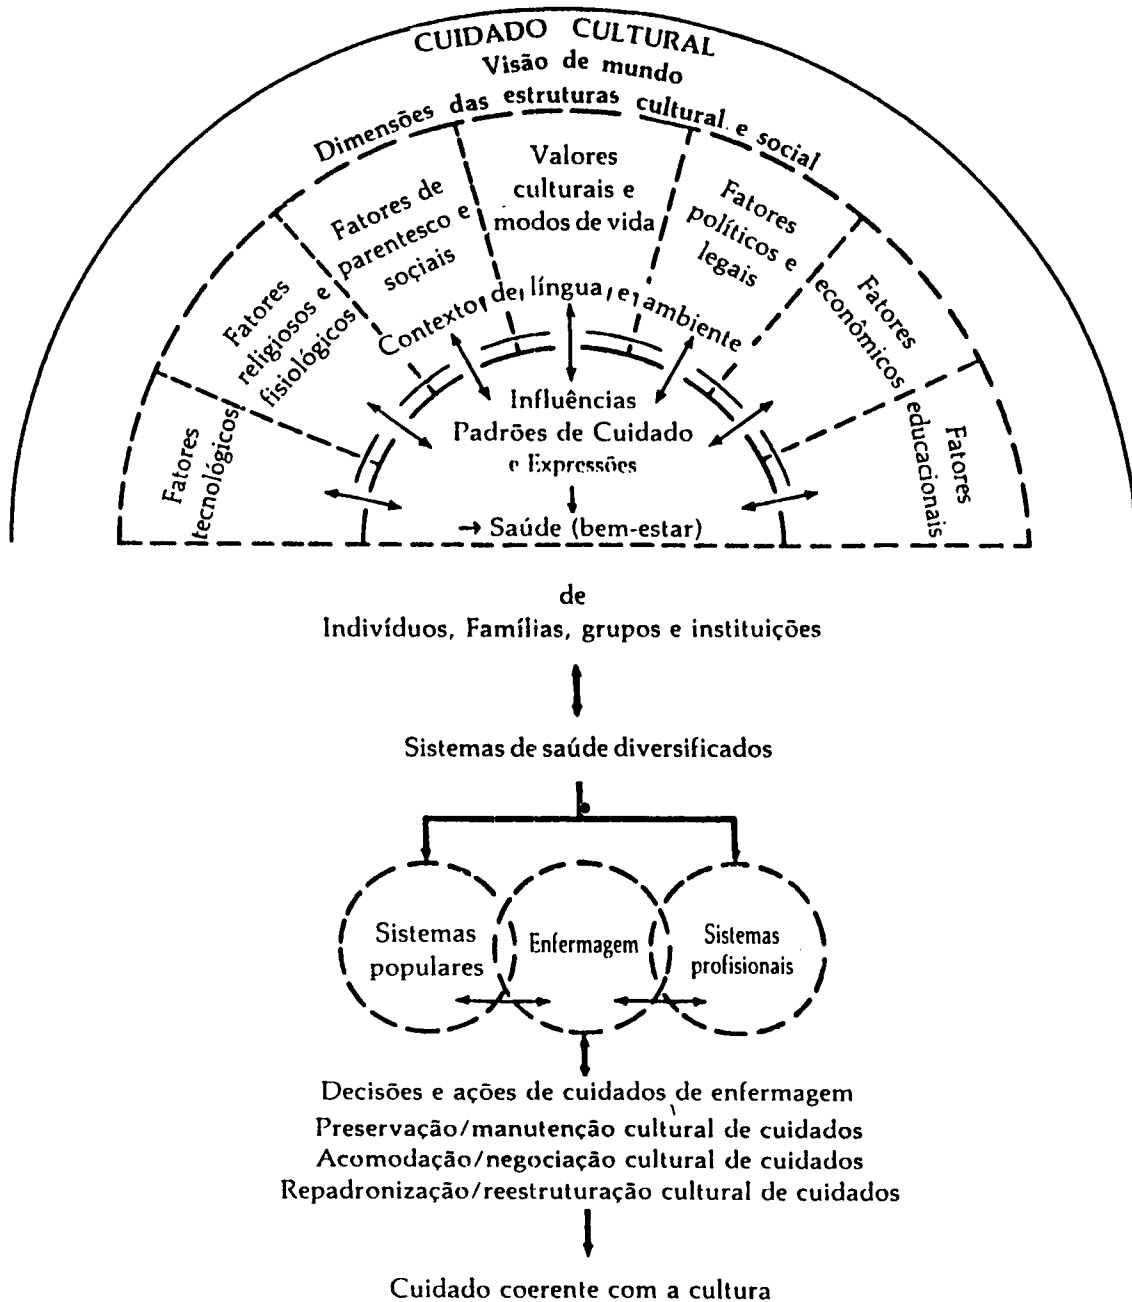 CUIDADO CULTURAL
Visão de mundo
Dimensões das estruturas cultural e social
Fatores
tecnológicos
Fatores
religiosos e
fisiológicos
Fatores de
parentesco e
soçiais
Valores
culturais e
modos de vida
Fatores
políticos e
legais
Fatores
econômicos
Fatores
educacionais
Contexto de língua e ambiente
Influências
Padrões de Cuidado
e Expressões
→ Saúde (bem-estar)
de
Indivíduos, Famílias, grupos e instituições
Sistemas de saúde diversificados
Sistemas
populares
Enfermagem
Sistemas
profisionais
Decisões e ações de cuidados de enfermagem
Preservação/manutenção cultural de cuidados
Acomodação/negociação cultural de cuidados
Repadronização/reestruturação cultural de cuidados
Cuidado coerente com a cultura